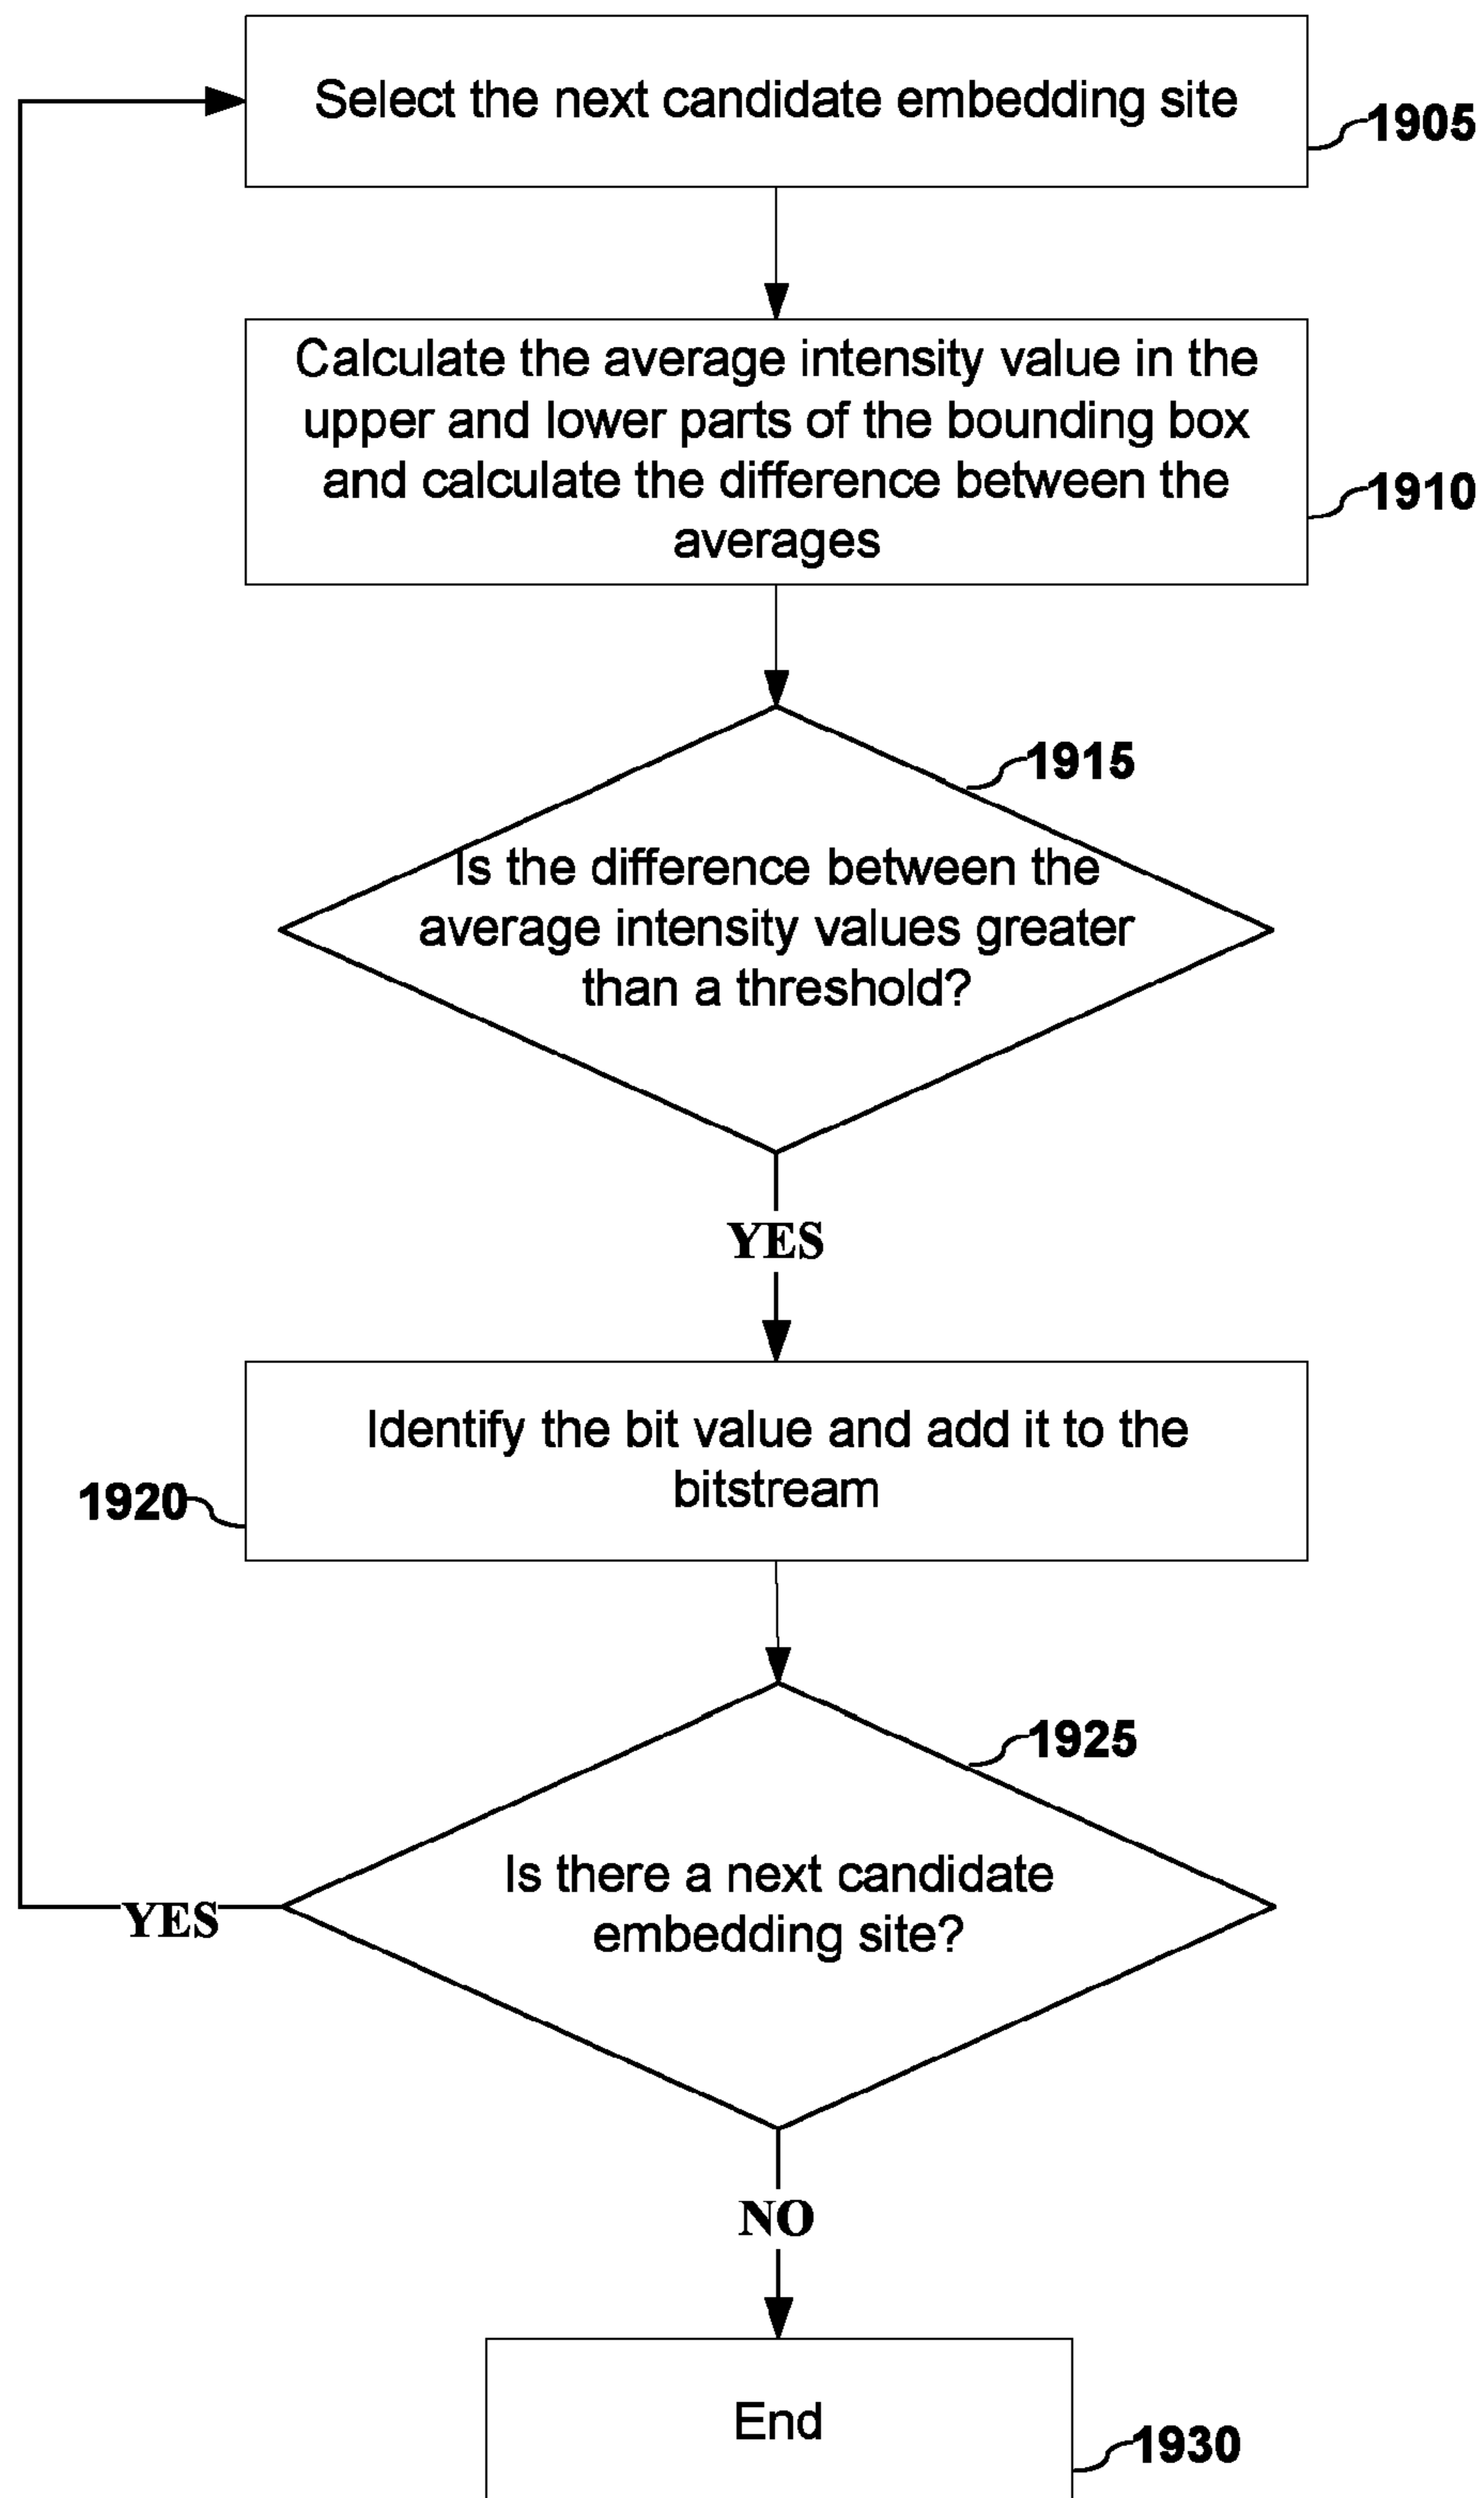 Select the next candidate embedding site
1905
Calculate the average intensity value in the
upper and lower parts of the bounding box
and calculate the difference between the
averages
1910
1915
Is the difference between the
average intensity values greater
than a threshold?
YES
Identify the bit value and add it to the
bitstream
1920
1925
Is there a next candidate
embedding site?
YES
NO
End
1930